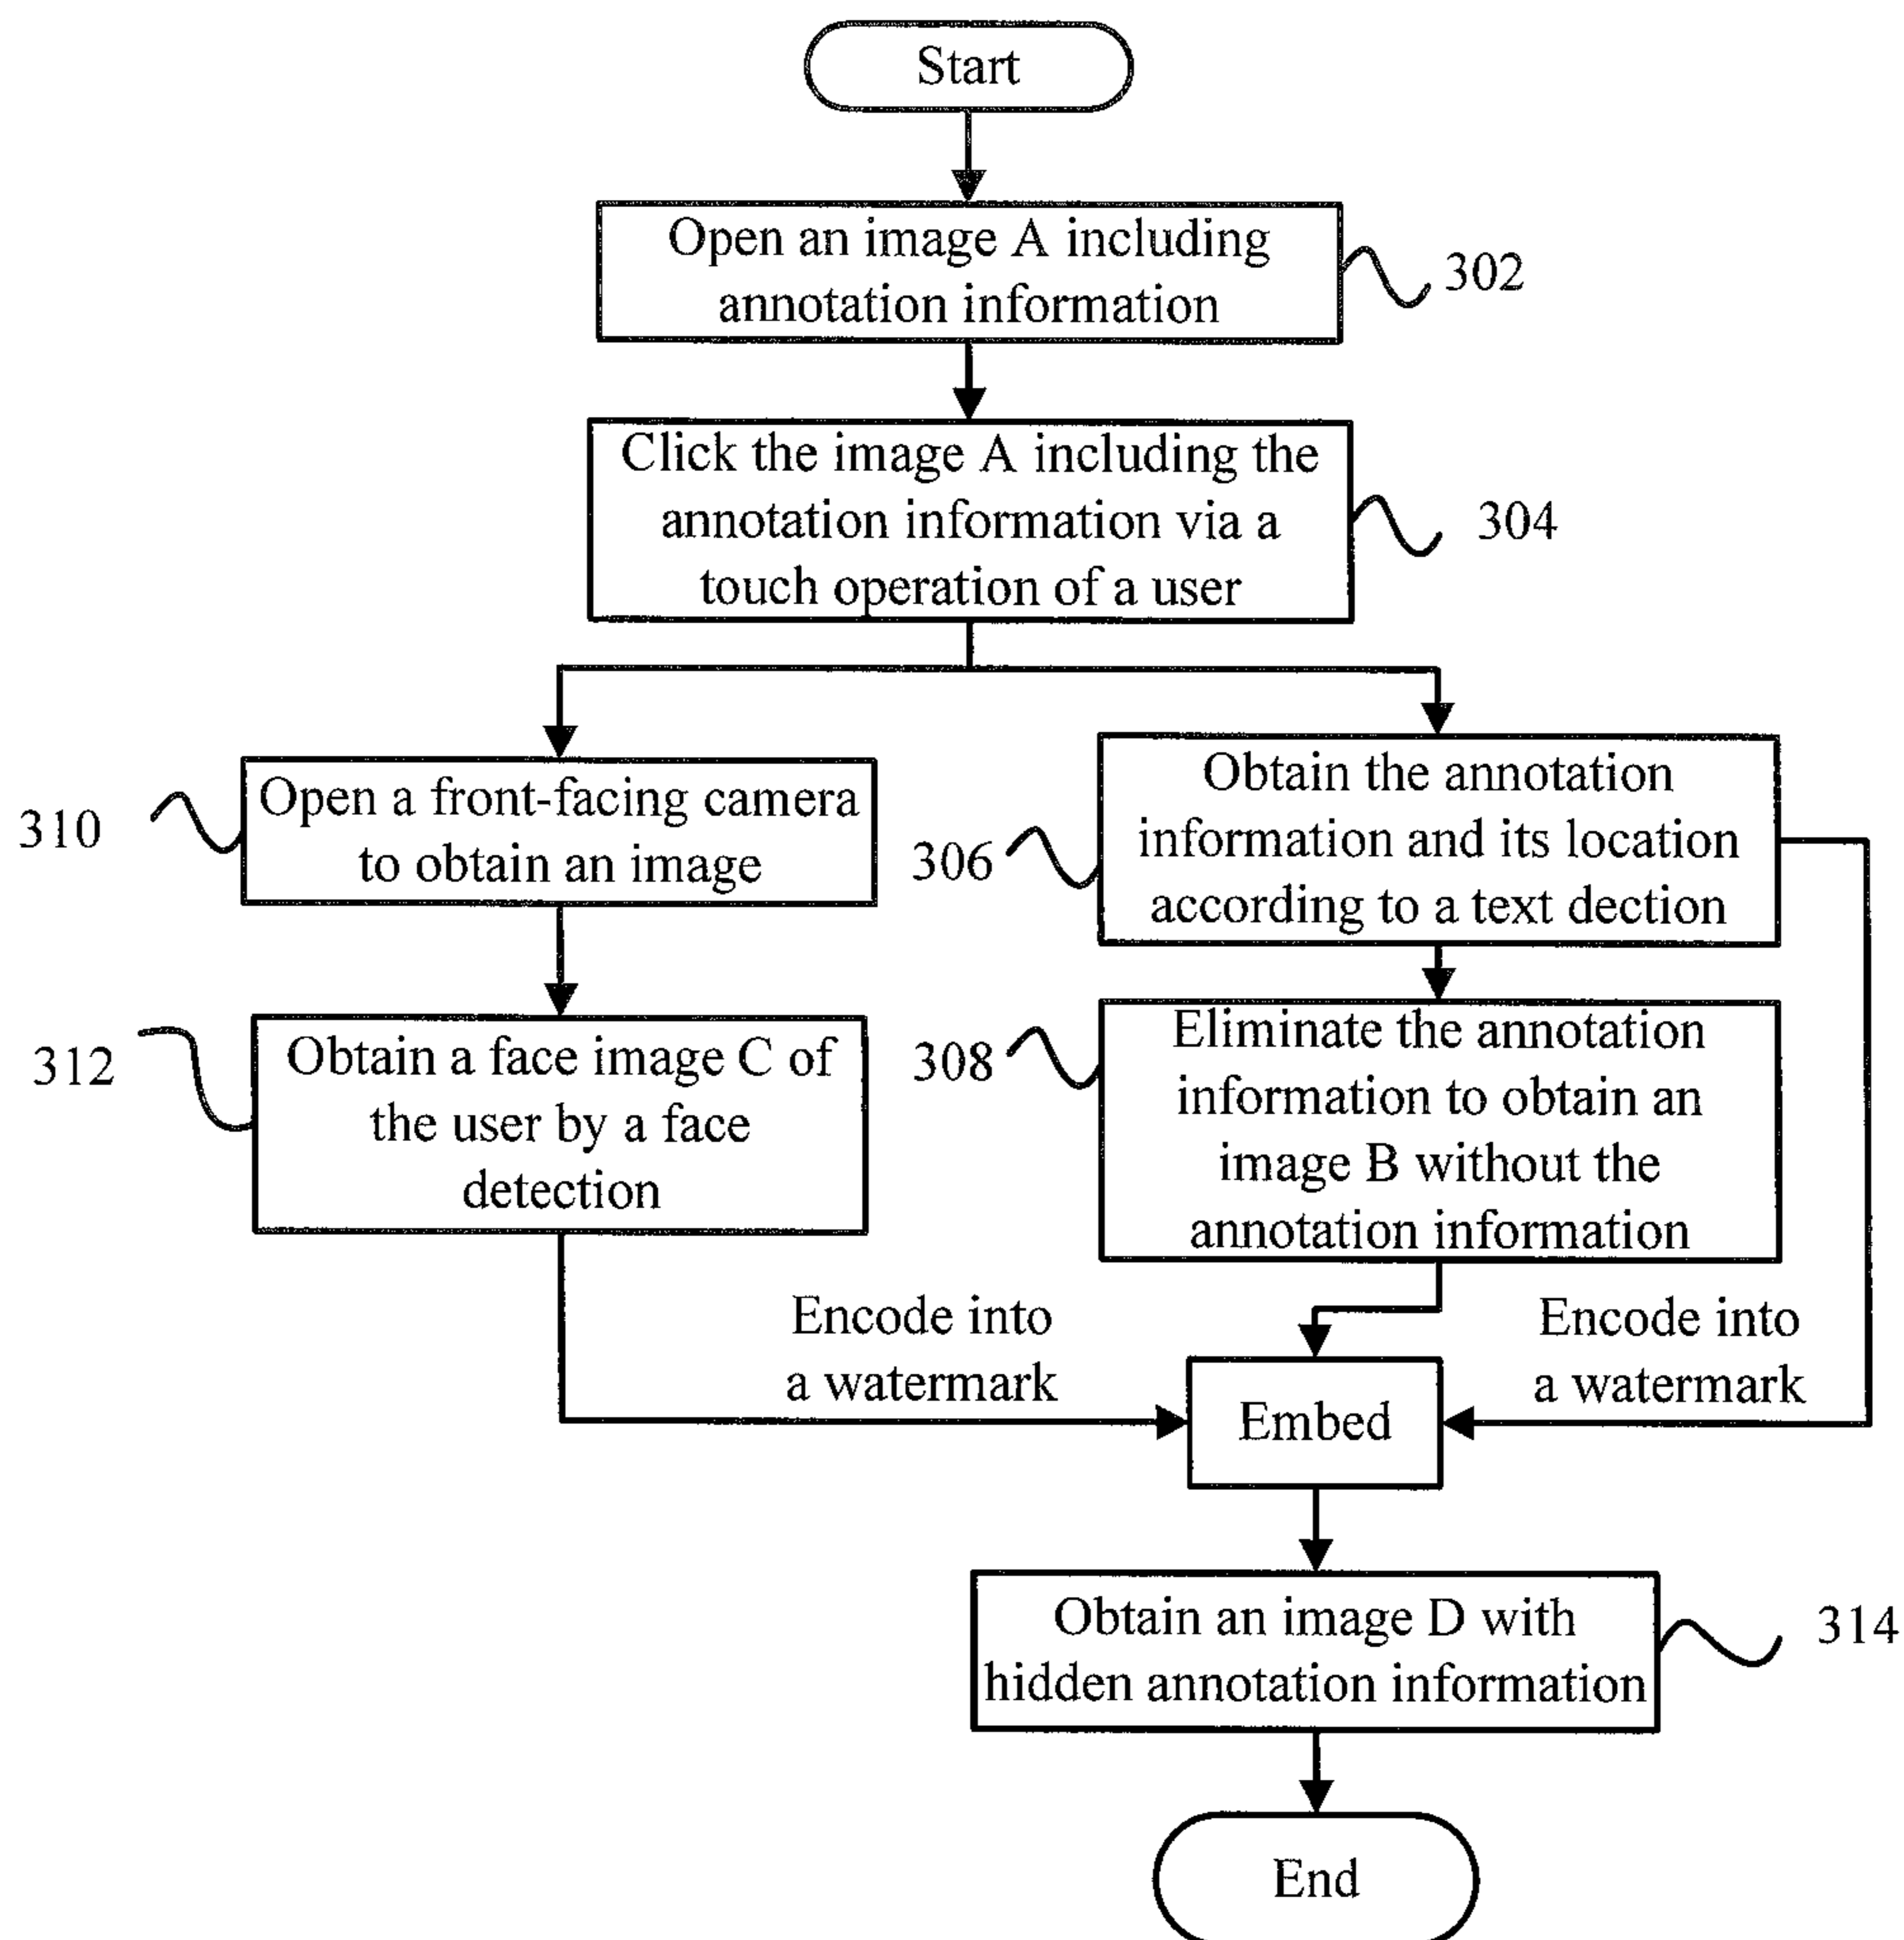 Start
Open an image A including
annotation information
302
Click the image A including the
annotation information via a
touch operation of a user
304
310
Open a front-facing camera
to obtain an image
306
Obtain the annotation
information and its location
according to a text dection
312
Obtain a face image C of
the user by a face
detection
308
Eliminate the annotation
information to obtain an
image B without the
annotation information
Encode into
a watermark
Encode into
a watermark
Embed
Obtain an image D with
hidden annotation information
314
End